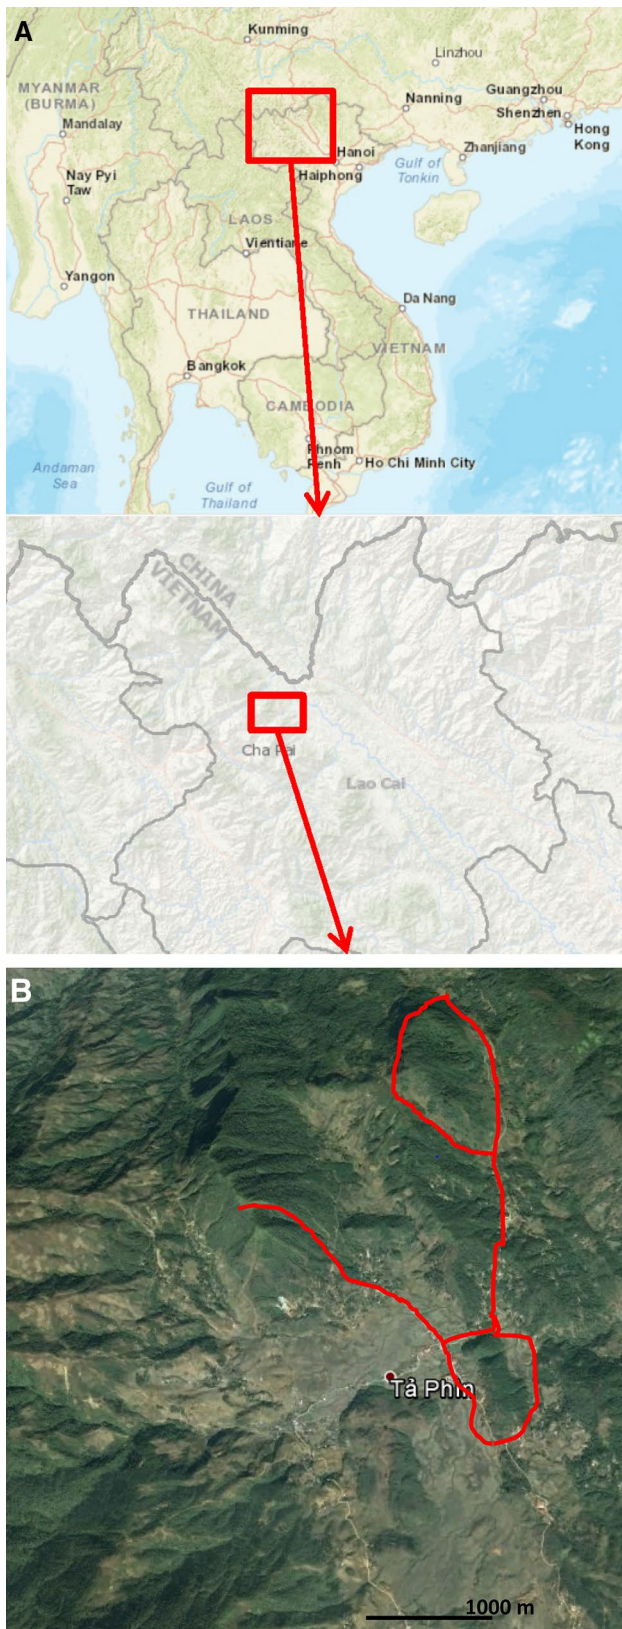 A
Kunming
Linzhou
MYANMAR
(BURMA)
Guangzhou
Nanning
Shenzhen
Mandalay
Hong
Kong
Hanoi
Zhanjiang
Gulf of
Tonkin
Haiphong
Nay Pyi
Taw
LAOS
Vientiane
Yangon
Da Nang
THAILAND
VIETNAM
Bangkok
CAMBODIA
Phnom
Penh
Ho Chi Minh City
Andaman
Sea
Gulf of
Thailand
CHINA
VIETNAM
Cha Pai
Lao Cai
B
Tả Phìn
1000 m